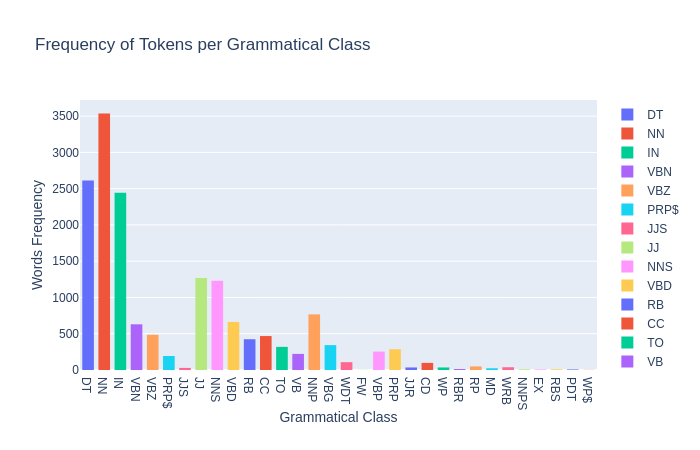 Frequency of Tokens per Grammatical Class
Words Frequency
3500
3000
2500
2000
1500
1000
500
0
DT NN IN VBN VBZ PRP$ JJS JJ NNS VBD RB CC TO VB NNP VBG WDT FW VBP PRP JJR CD WP RBR RP MD WRB NNPS EX RBS PDT WP$
Grammatical Class
DT
NN
IN
VBN
VBZ
PRP$
JJS
JJ
NNS
VBD
RB
CC
TO
VB